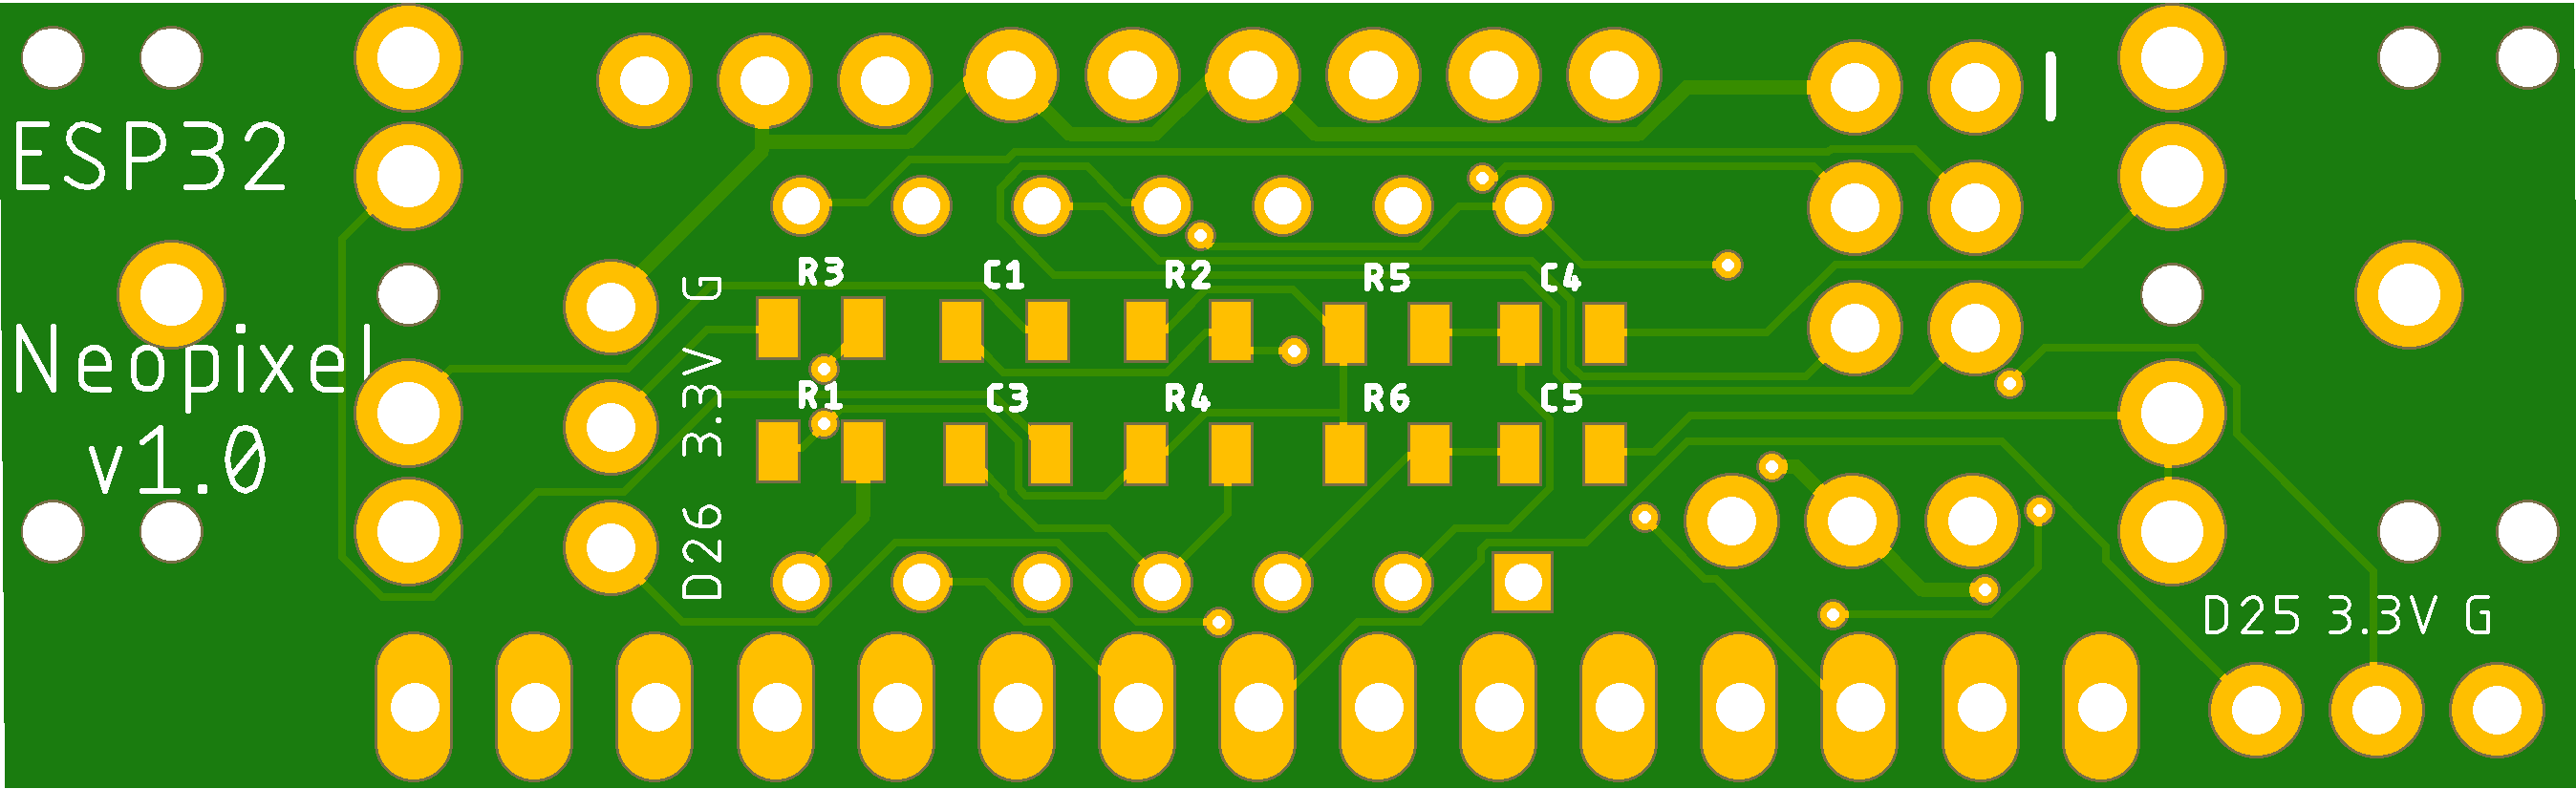 ESP32
Neopixel
v1.0
D26 3.3V G
R3 C1 R2 R5 C4
R1 C3 R4 R6 C5
D25 3.3V G